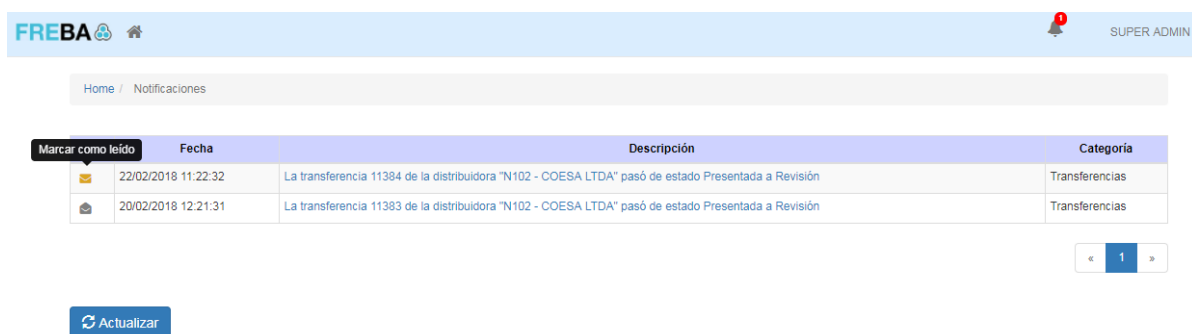 FREBA
1
SUPER ADMIN
Home / Notificaciones
Marcar como leído
Fecha Descripción Categoría
22/02/2018 11:22:32 La transferencia 11384 de la distribuidora "N102 - COESA LTDA" pasó de estado Presentada a Revisión Transferencias
20/02/2018 12:21:31 La transferencia 11383 de la distribuidora "N102 - COESA LTDA" pasó de estado Presentada a Revisión Transferencias
« 1 »
Actualizar